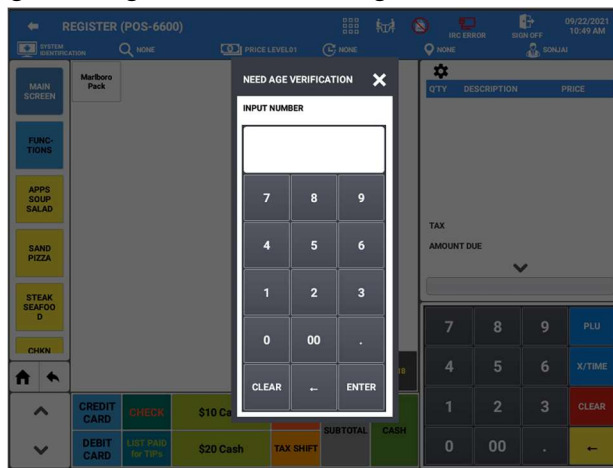 REGISTER (POS-6600)
IRC ERROR
SIGN OFF
09/22/2021
10:49 AM
SYSTEM
IDENTIFICATION
NONE
PRICE LEVEL01
NONE
NONE
SONJAI
MAIN
SCREEN
Marlboro
Pack
NEED AGE VERIFICATION
INPUT NUMBER
Q'TY DESCRIPTION PRICE
FUNC-
TIONS
APPS
SOUP
SALAD
7 8 9
SAND
PIZZA
4 5 6
TAX
AMOUNT DUE
STEAK
SEAFOO
D
1 2 3
7 8 9 PLU
0 00 .
CHKN
4 5 6 X/TIME
CLEAR ← ENTER
CREDIT
CARD
CHECK
$10 Ca
1 2 3 CLEAR
SUBTOTAL
CASH
DEBIT
CARD
LIST PAID
for TIPs
$20 Cash
TAX SHIFT
0 00 . ←